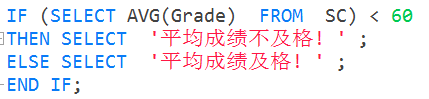 IF (SELECT AVG(Grade)  FROM  SC) < 60
THEN SELECT  '平均成绩不及格! ' ;
ELSE SELECT  '平均成绩及格! ' ;
END IF;